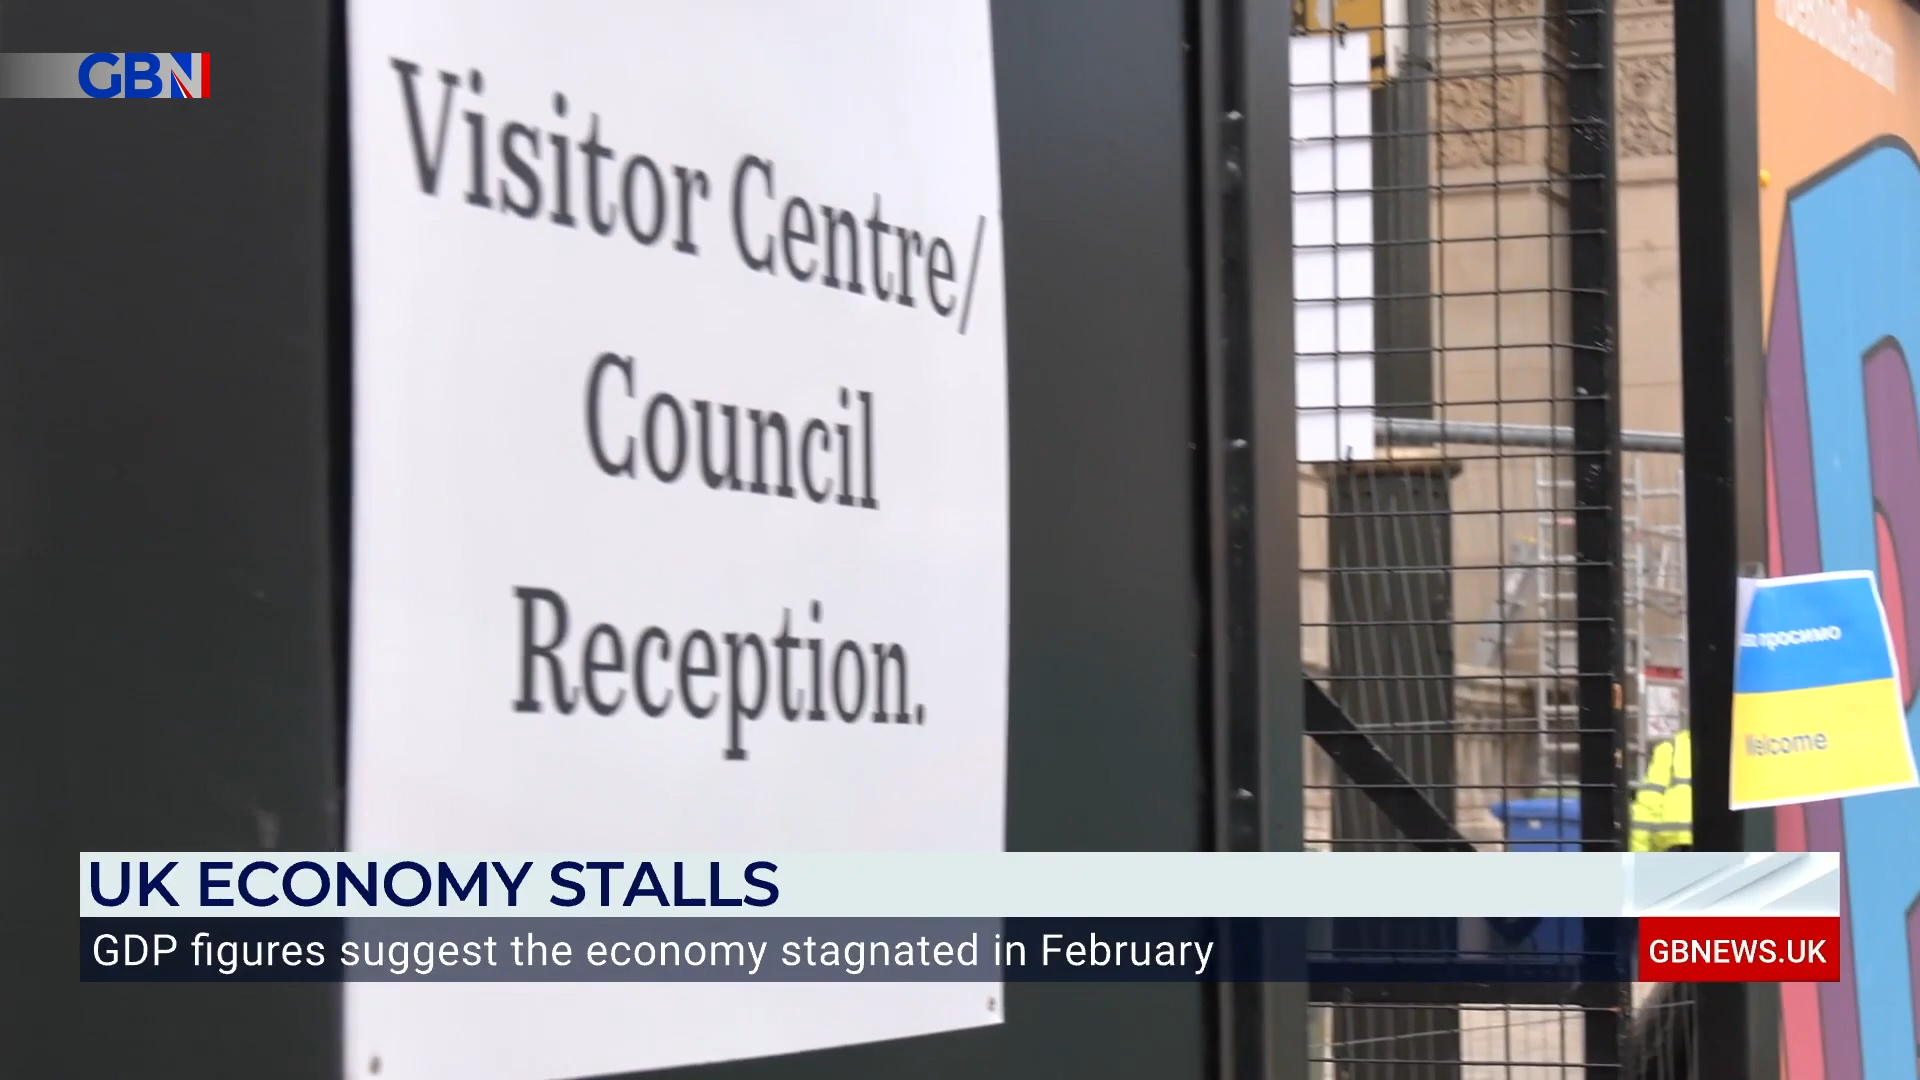 GBN
Visitor Centre/
Council
Reception.
просимо
Welcome
UK ECONOMY STALLS
GDP figures suggest the economy stagnated in February
GBNEWS.UK